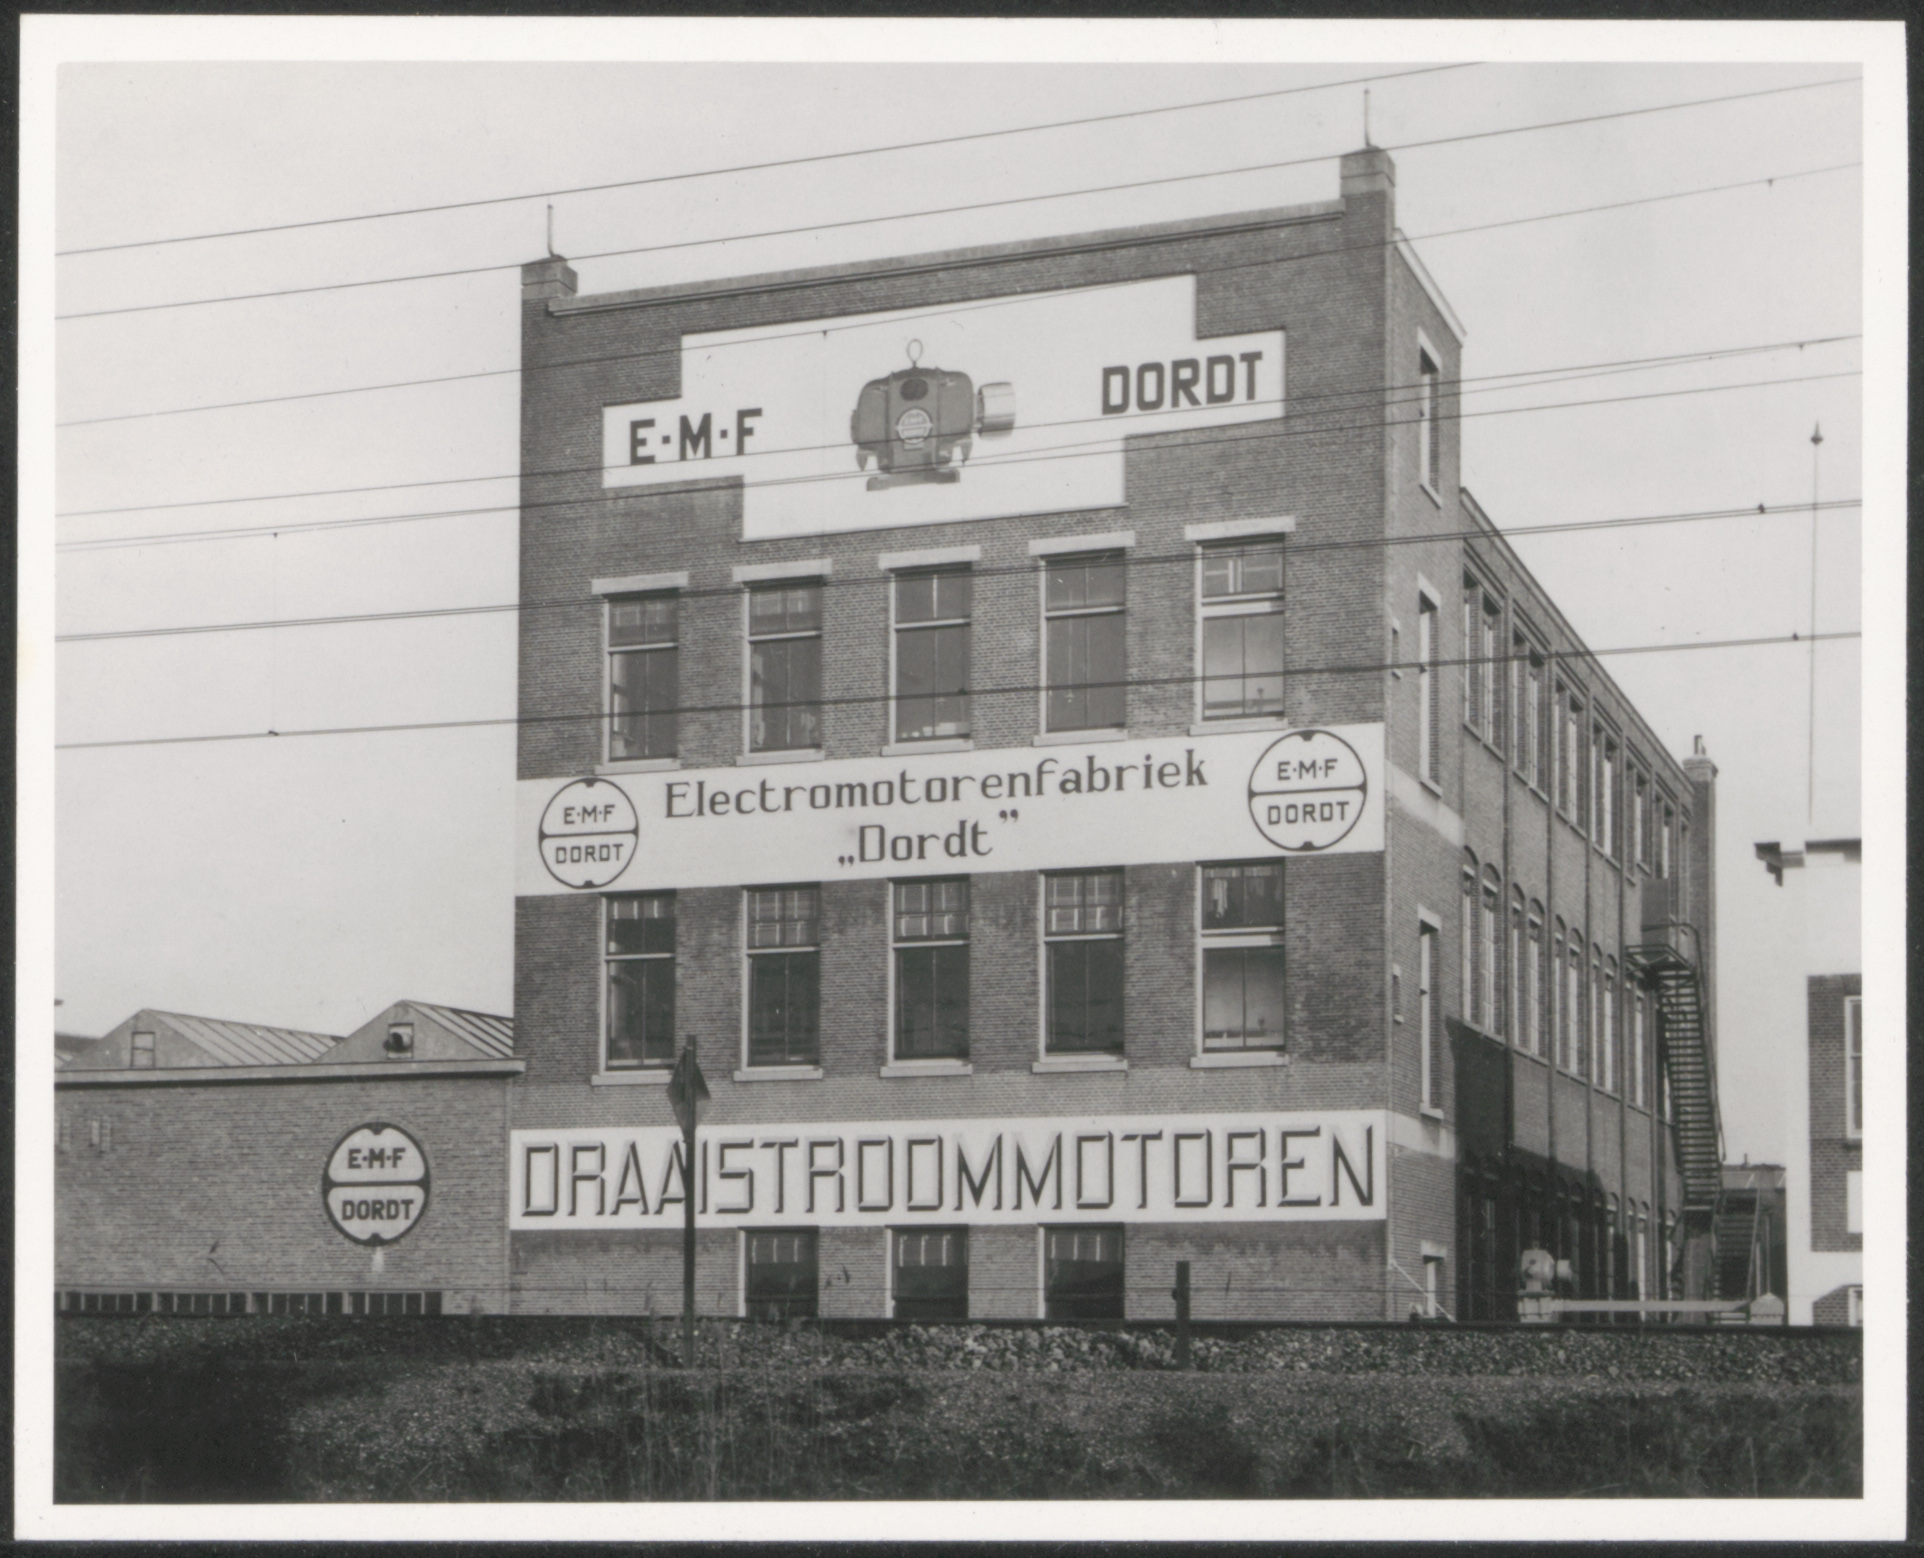 E·M·F
DORDT
E·M·F
DORDT
Electromotorenfabriek
„Dordt”
E·M·F
DORDT
E·M·F
DORDT
DRAAISTROOMMOTOREN